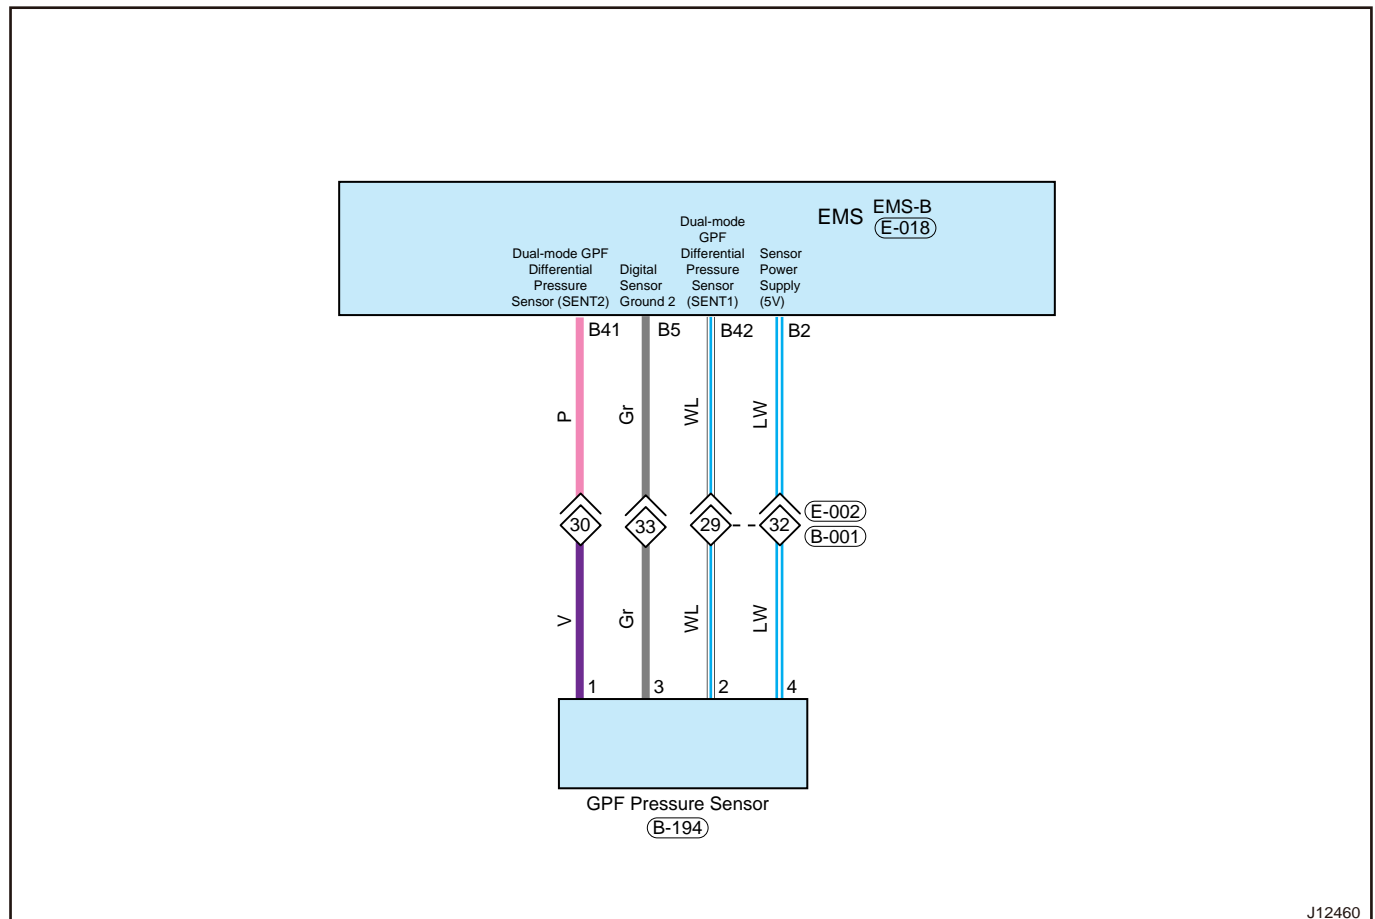 EMS
EMS-B
E-018
Dual-mode GPF
Differential
Pressure
Sensor (SENT2)
Digital
Sensor
Ground 2
Dual-mode
GPF
Differential
Pressure
Sensor
(SENT1)
Sensor
Power
Supply
(5V)
B41
B5
B42
B2
P
Gr
WL
LW
30
33
29
32
E-002
B-001
V
Gr
WL
LW
1
3
2
4
GPF Pressure Sensor
B-194
J12460